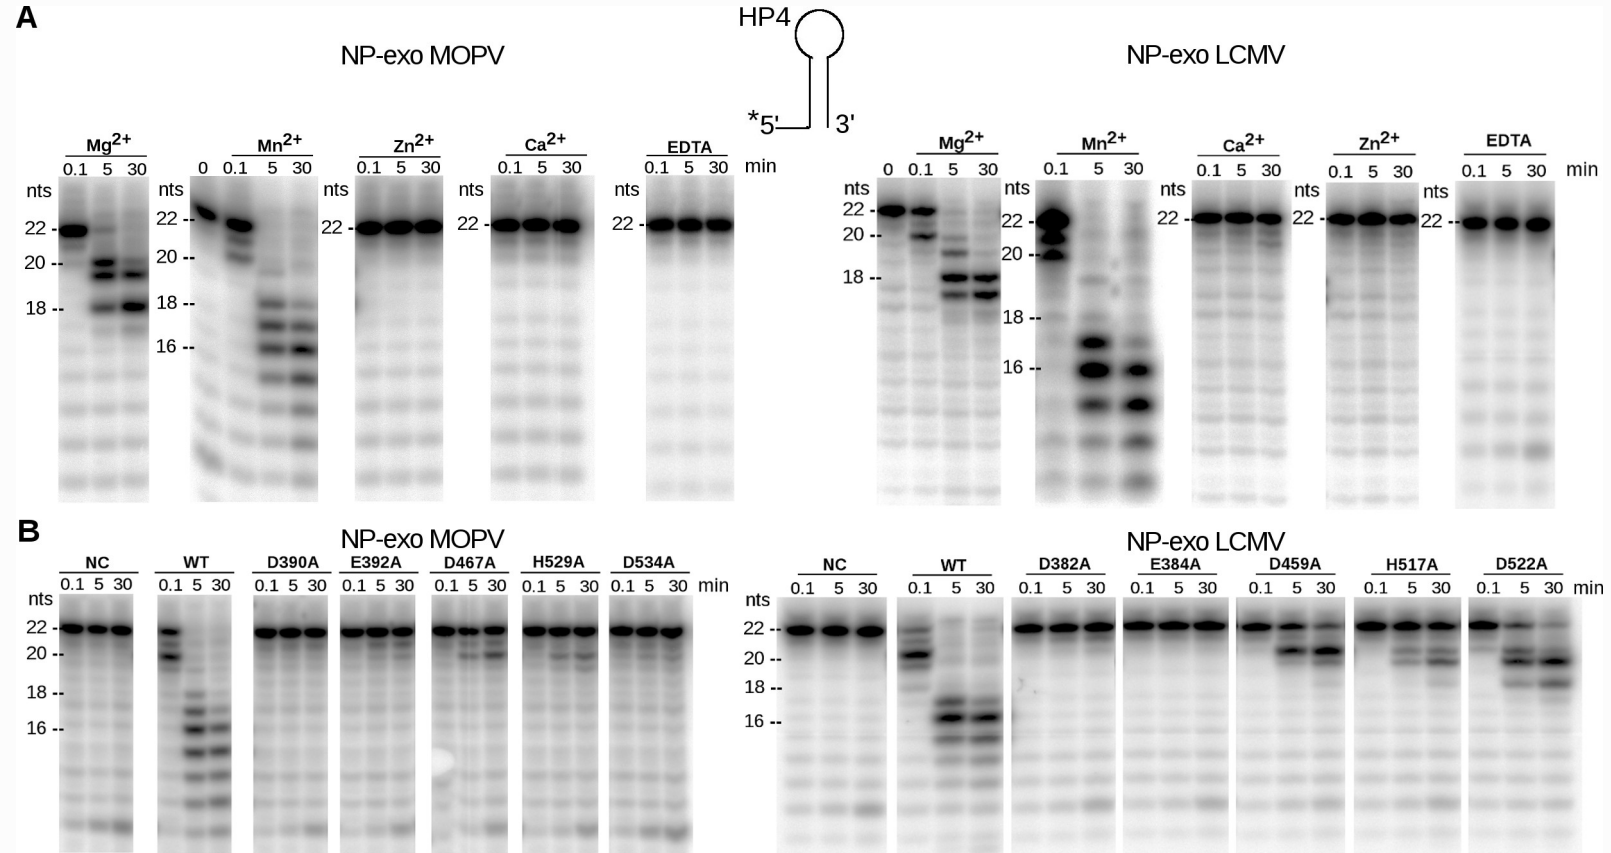 A
HP4
NP-exo MOPV
NP-exo LCMV
*5' 3'
Mg2+ Mn2+ Zn2+ Ca2+ EDTA
0.1 5 30 0 0.1 5 30 0.1 5 30 0.1 5 30 0.1 5 30 min
nts nts nts nts nts
22 -- 22 -- 22 -- 22 -- 22 --
20 -- 20 --
18 -- 18 --
16 --
Mg2+ Mn2+ Ca2+ Zn2+ EDTA
0 0.1 5 30 0.1 5 30 0.1 5 30 0.1 5 30 0.1 5 30 min
nts nts nts nts nts
22 -- 22 -- 22 -- 22 -- 22 --
20 -- 20 --
18 -- 18 --
16 --
B
NP-exo MOPV
NC WT D390A E392A D467A H529A D534A
0.1 5 30 0.1 5 30 0.1 5 30 0.1 5 30 0.1 5 30 0.1 5 30 0.1 5 30 min
nts
22 --
20 --
18 --
16 --
NP-exo LCMV
NC WT D382A E384A D459A H517A D522A
0.1 5 30 0.1 5 30 0.1 5 30 0.1 5 30 0.1 5 30 0.1 5 30 0.1 5 30 min
nts
22 --
20 --
18 --
16 --